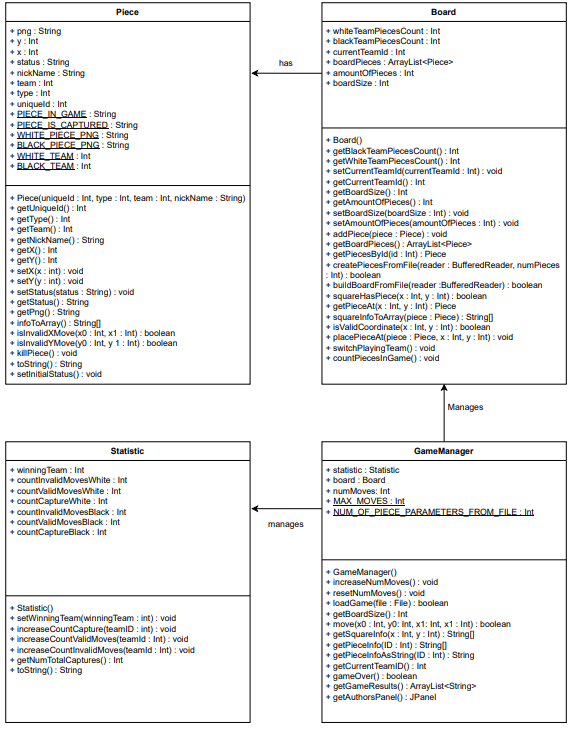 Piece
+ png : String
+ y : Int
+ x : Int
+ status : String
+ nickName : String
+ team : Int
+ type : Int
+ uniqueId : Int
+ PIECE_IN_GAME : String
+ PIECE_IS_CAPTURED : String
+ WHITE_PIECE_PNG : String
+ BLACK_PIECE_PNG : String
+ WHITE_TEAM : Int
+ BLACK_TEAM : Int
+ Piece(uniqueId : Int, type : Int, team : Int, nickName : String)
+ getUniqueId() : Int
+ getType() : Int
+ getTeam() : Int
+ getNickName() : String
+ getX() : Int
+ getY() : Int
+ setX(x : int) : void
+ setY(y : int) : void
+ setStatus(status : String) : void
+ getStatus() : String
+ getPng() : String
+ infoToArray() : String[]
+ isInvalidXMove(x0 : Int, x1 : Int) : boolean
+ isInvalidYMove(y0 : Int, y 1 : Int) : boolean
+ killPiece() : void
+ toString() : String
+ setInitialStatus() : void
has
Board
+ whiteTeamPiecesCount : Int
+ blackTeamPiecesCount : Int
+ currentTeamId : Int
+ boardPieces : ArrayList<Piece>
+ amountOfPieces : Int
+ boardSize : Int
+ Board()
+ getBlackTeamPiecesCount() : Int
+ getWhiteTeamPiecesCount() : Int
+ setCurrentTeamId(currentTeamId : Int) : void
+ getCurrentTeamId() : Int
+ getBoardSize() : Int
+ getAmountOfPieces() : Int
+ setBoardSize(boardSize : Int) : void
+ setAmountOfPieces(amountOfPieces : Int) : void
+ addPiece(piece : Piece) : void
+ getBoardPieces() : ArrayList<Piece>
+ getPiecesById(id : Int) : Piece
+ createPiecesFromFile(reader : BufferedReader, numPieces
: Int) : boolean
+ buildBoardFromFile(reader :BufferedReader) : boolean
+ squareHasPiece(x : Int, y : Int) : boolean
+ getPieceAt(x : Int, y : Int) : Piece
+ squareInfoToArray(piece : Piece) : String[]
+ isValidCoordinate(x : Int, y : Int) : boolean
+ placePieceAt(piece : Piece, x : Int, y : Int) : void
+ switchPlayingTeam() : void
+ countPiecesInGame() : void
Manages
Statistic
+ winningTeam : Int
+ countInvalidMovesWhite : Int
+ countValidMovesWhite : Int
+ countCaptureWhite : Int
+ countInvalidMovesBlack : Int
+ countValidMovesBlack : Int
+ countCaptureBlack : Int
+ Statistic()
+ setWinningTeam(winningTeam : int) : void
+ increaseCountCapture(teamID : int) : void
+ increaseCountValidMoves(teamId : Int) : void
+ increaseCountInvalidMoves(teamId : Int) : void
+ getNumTotalCaptures() : Int
+ toString() : String
manages
GameManager
+ statistic : Statistic
+ board : Board
+ numMoves: Int
+ MAX_MOVES : Int
+ NUM_OF_PIECE_PARAMETERS_FROM_FILE : Int
+ GameManager()
+ increaseNumMoves() : void
+ resetNumMoves() : void
+ loadGame(file : File) : boolean
+ getBoardSize() : Int
+ move(x0 : Int, y0: Int, x1: Int, x1 : Int) : boolean
+ getSquareInfo(x : Int, y : Int) : String[]
+ getPieceInfo(ID : Int) : String[]
+ getPieceInfoAsString(ID : Int) : String
+ getCurrentTeamID() : Int
+ gameOver() : boolean
+ getGameResults() : ArrayList<String>
+ getAuthorsPanel() : JPanel